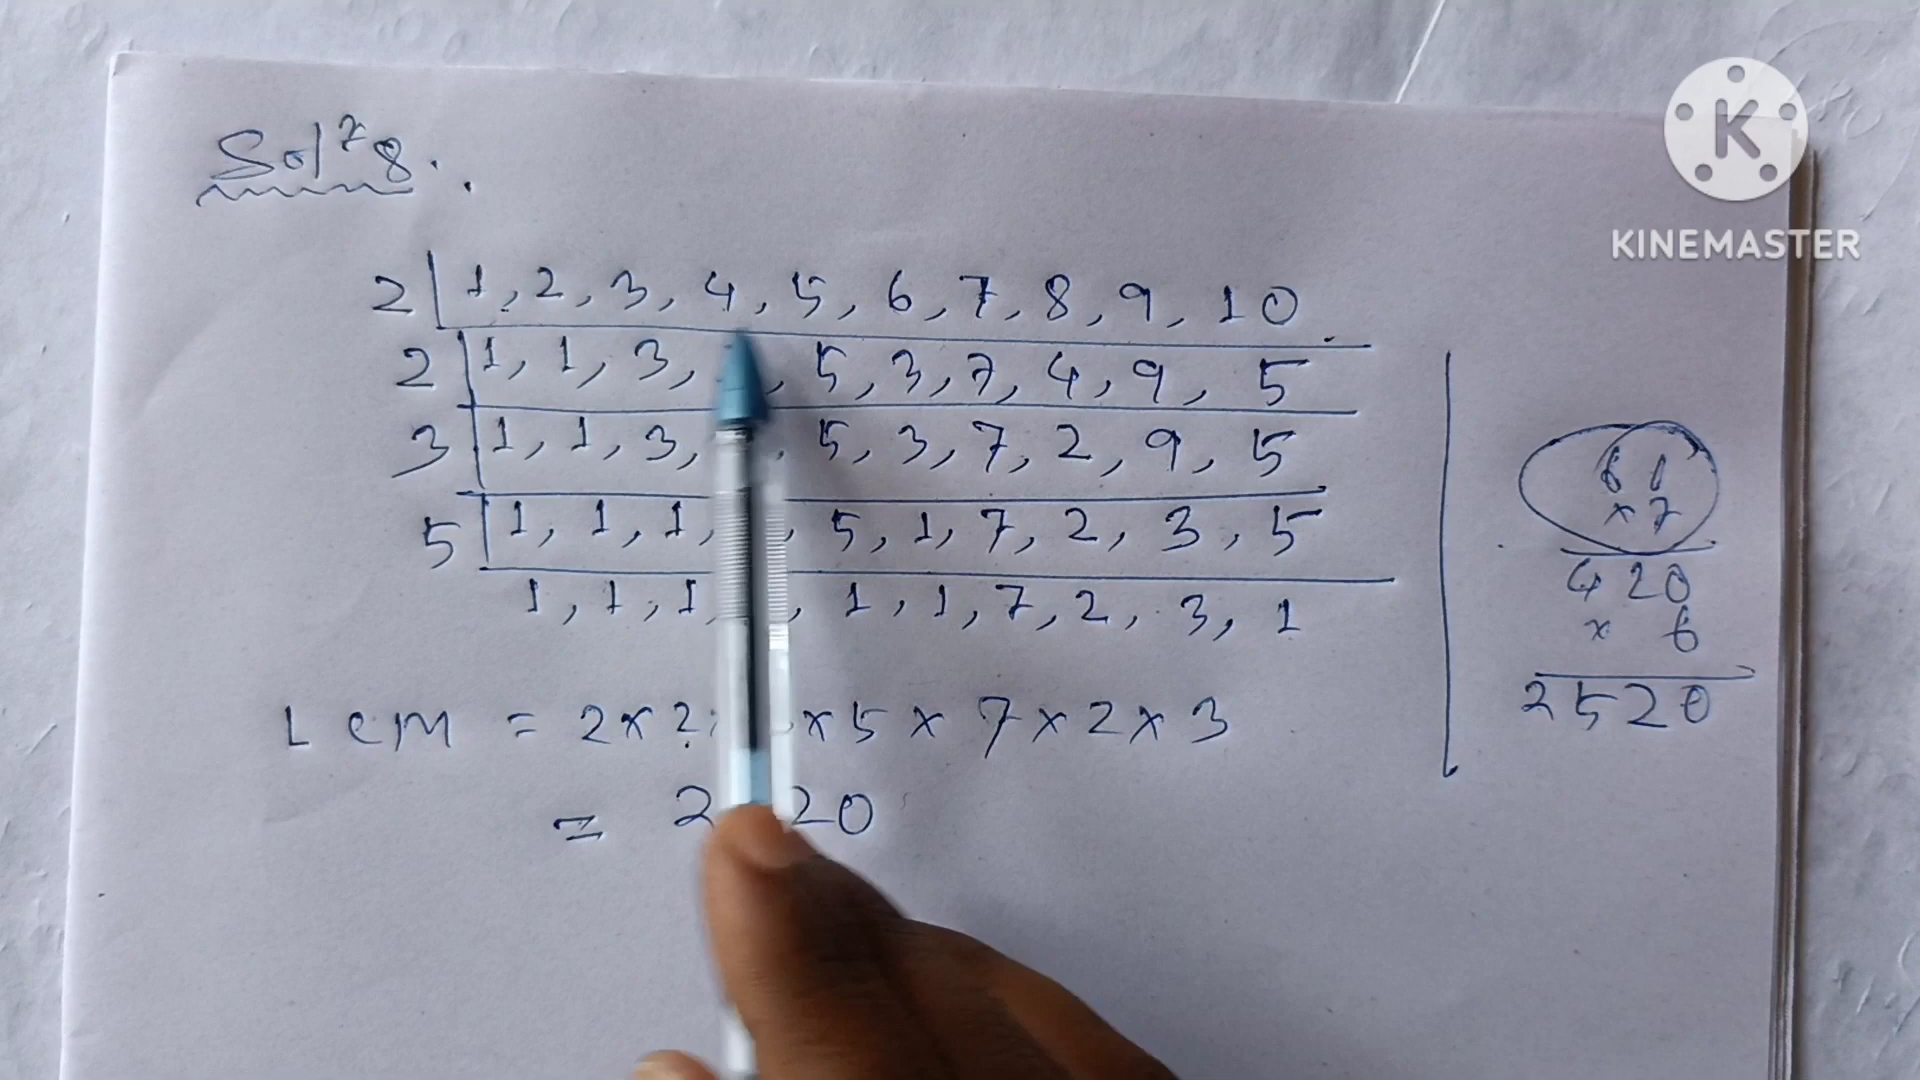 Solⁿ 8.
2 | 1, 2, 3, 4, 5, 6, 7, 8, 9, 10
2 | 1, 1, 3, , 5, 3, 7, 4, 9, 5
3 | 1, 1, 3, , 5, 3, 7, 2, 9, 5
5 | 1, 1, 1, , 5, 1, 7, 2, 3, 5
1, 1, 1, , 1, 1, 7, 2, 3, 1
LCM = 2 x 2 x 5 x 7 x 2 x 3
= 2 20
x 7
420
x 6
2520
K
KINEMASTER